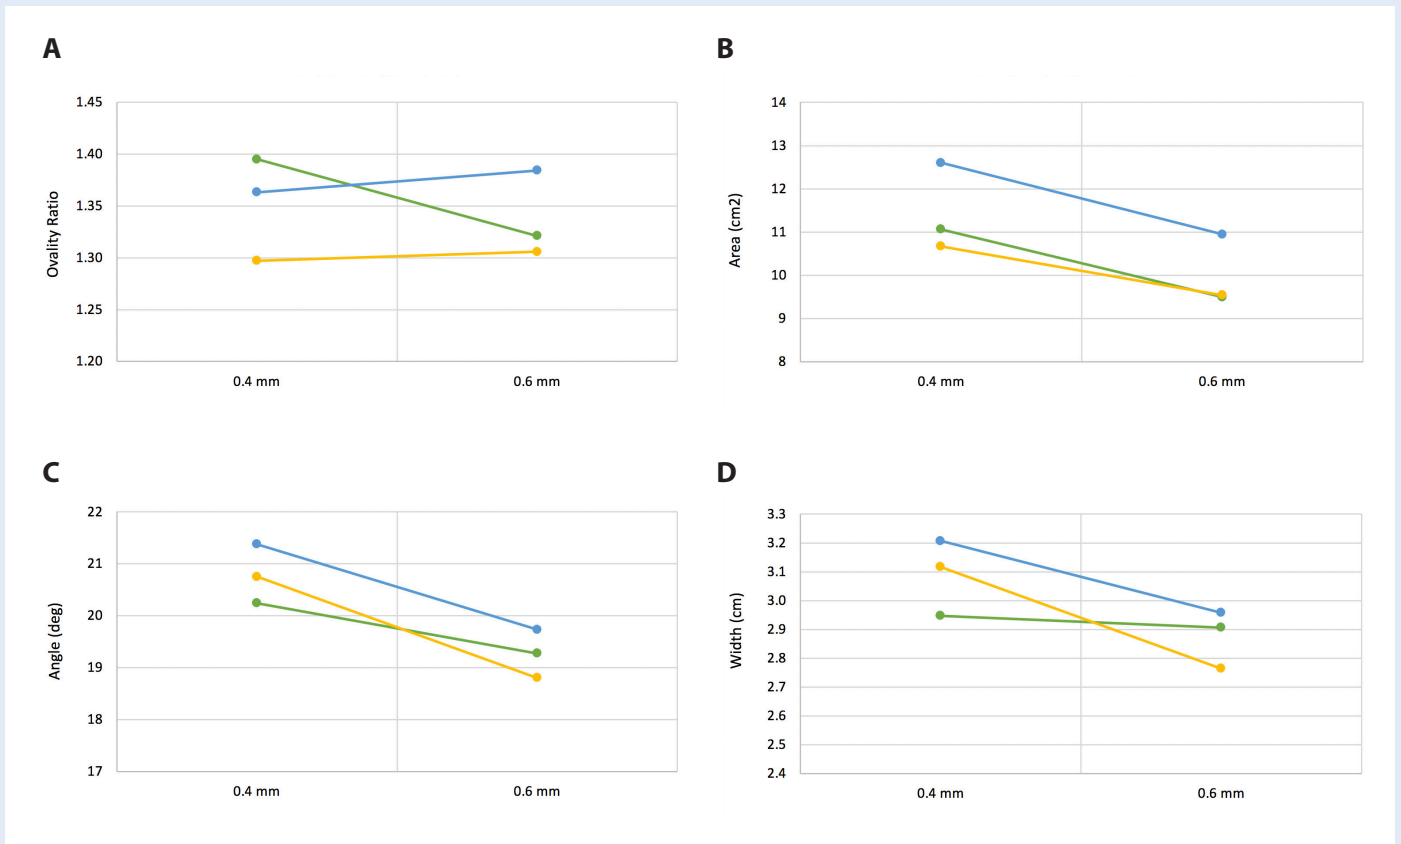 A
Ovality Ratio
1.45
1.40
1.35
1.30
1.25
1.20
0.4 mm
0.6 mm
B
Area (cm2)
14
13
12
11
10
9
8
0.4 mm
0.6 mm
C
Angle (deg)
22
21
20
19
18
17
0.4 mm
0.6 mm
D
Width (cm)
3.3
3.2
3.1
3.0
2.9
2.8
2.7
2.6
2.5
2.4
0.4 mm
0.6 mm